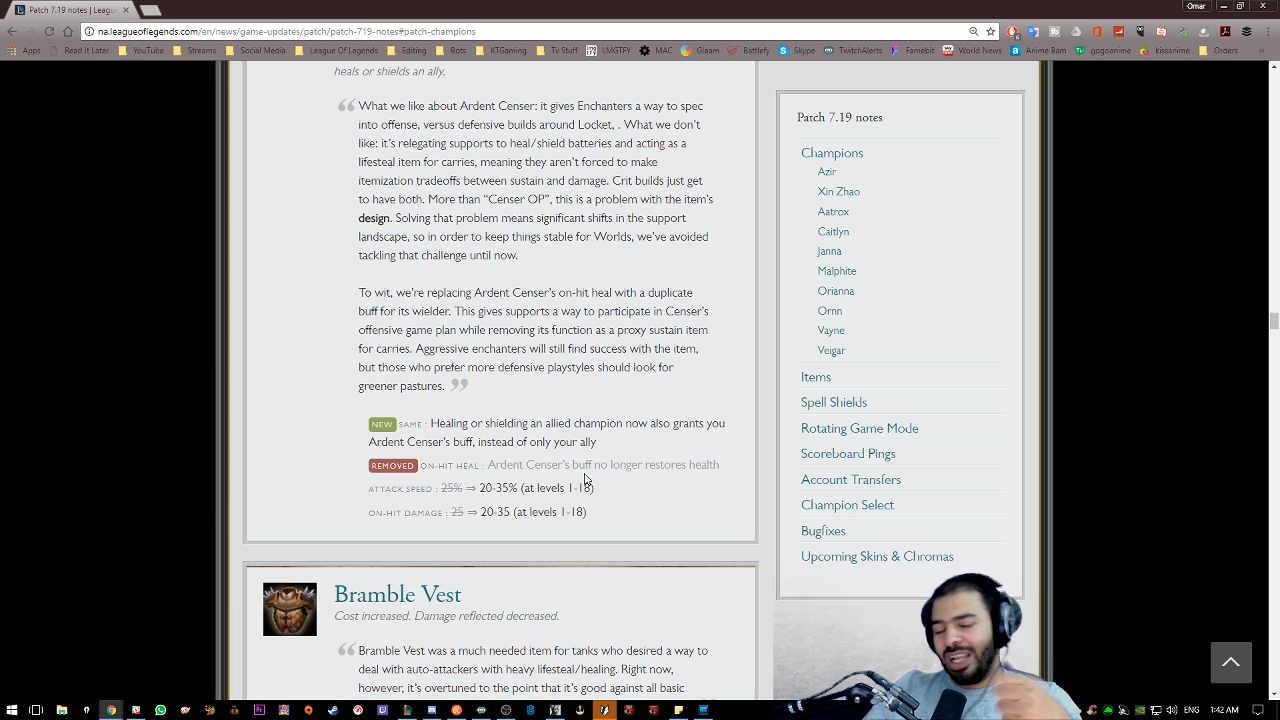 Patch 7.19 notes | Leagu
Omar
na.leagueoflegends.com/en/news/game-updates/patch/patch-719-notes#patch-champions
Apps
Read It Later
YouTube
Streams
Social Media
League Of Legends
Editing
Bots
KTGaming
Tv Stuff
LMGTFY
MAC
Gleam
Battlefy
Skype
TwitchAlerts
Famebit
World News
Anime Bam
gogoanime
kissanime
Orders
heals or shields an ally.
What we like about Ardent Censer: it gives Enchanters a way to spec
into offense, versus defensive builds around Locket, . What we don't
like: it's relegating supports to heal/shield batteries and acting as a
lifesteal item for carries, meaning they aren't forced to make
itemization tradeoffs between sustain and damage. Crit builds just get
to have both. More than "Censer OP", this is a problem with the item's
design. Solving that problem means significant shifts in the support
landscape, so in order to keep things stable for Worlds, we've avoided
tackling that challenge until now.
To wit, we're replacing Ardent Censer's on-hit heal with a duplicate
buff for its wielder. This gives supports a way to participate in Censer's
offensive game plan while removing its function as a proxy sustain item
for carries. Aggressive enchanters will still find success with the item,
but those who prefer more defensive playstyles should look for
greener pastures.
NEW SAME : Healing or shielding an allied champion now also grants you
Ardent Censer's buff, instead of only your ally
REMOVED ON-HIT HEAL : Ardent Censer's buff no longer restores health
ATTACK SPEED : 25% ⇒ 20-35% (at levels 1-18)
ON-HIT DAMAGE : 25 ⇒ 20-35 (at levels 1-18)
Bramble Vest
Cost increased. Damage reflected decreased.
Bramble Vest was a much needed item for tanks who desired a way to
deal with auto-attackers with heavy lifesteal/healing. Right now,
however, it's overtuned to the point that it's good against all basic
Patch 7.19 notes
Champions
Azir
Xin Zhao
Aatrox
Caitlyn
Janna
Malphite
Orianna
Ornn
Vayne
Veigar
Items
Spell Shields
Rotating Game Mode
Scoreboard Pings
Account Transfers
Champion Select
Bugfixes
Upcoming Skins & Chromas
ENG
1:42 AM